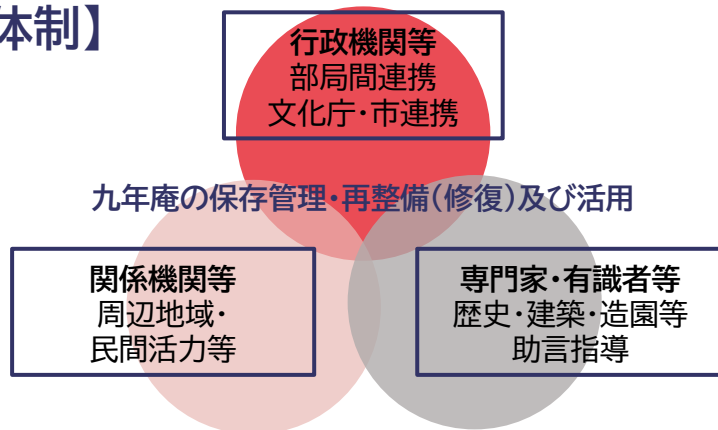 体制】
行政機関等
部局間連携
文化庁・市連携
九年庵の保存管理・再整備（修復）及び活用
関係機関等
周辺地域・
民間活力等
専門家・有識者等
歴史・建築・造園等
助言指導